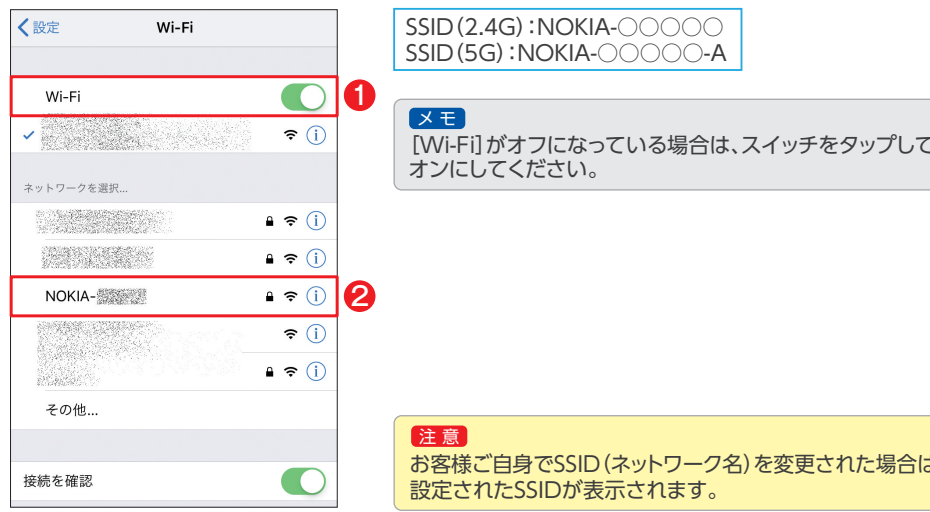 設定
Wi-Fi
Wi-Fi
1
ネットワークを選択...
NOKIA-
2
その他...
接続を確認
SSID(2.4G):NOKIA-○○○○○
SSID(5G):NOKIA-○○○○○-A
メモ
[Wi-Fi]がオフになっている場合は、スイッチをタップして
オンにしてください。
注意
お客様ご自身でSSID(ネットワーク名)を変更された場合は
設定されたSSIDが表示されます。